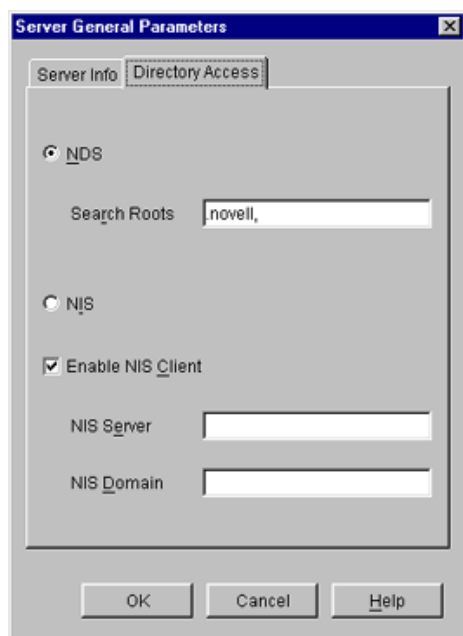 Server General Parameters
Server Info Directory Access
NDS
Search Roots .novell,
NIS
Enable NIS Client
NIS Server
NIS Domain
OK Cancel Help